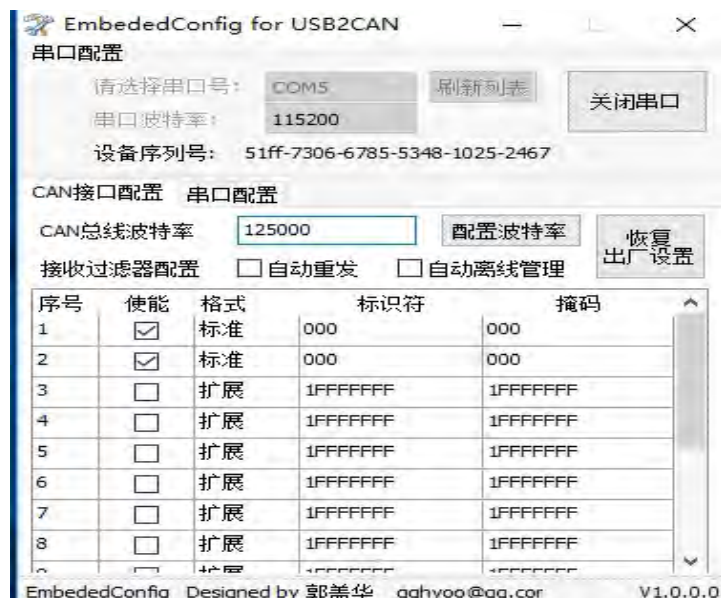 EmbededConfig for USB2CAN
串口配置
请选择串口号: COM5 刷新列表
关闭串口
串口波特率: 115200
设备序列号: 51ff-7306-6785-5348-1025-2467
CAN接口配置 串口配置
CAN总线波特率 125000 配置波特率
恢复
出厂设置
接收过滤器配置 自动重发 自动离线管理
序号 使能 格式 标识符 掩码
1 标准 000 000
2 标准 000 000
3 扩展 1FFFFFFF 1FFFFFFF
4 扩展 1FFFFFFF 1FFFFFFF
5 扩展 1FFFFFFF 1FFFFFFF
6 扩展 1FFFFFFF 1FFFFFFF
7 扩展 1FFFFFFF 1FFFFFFF
8 扩展 1FFFFFFF 1FFFFFFF
EmbededConfig Designed by 郭盖华 V1.0.0.0